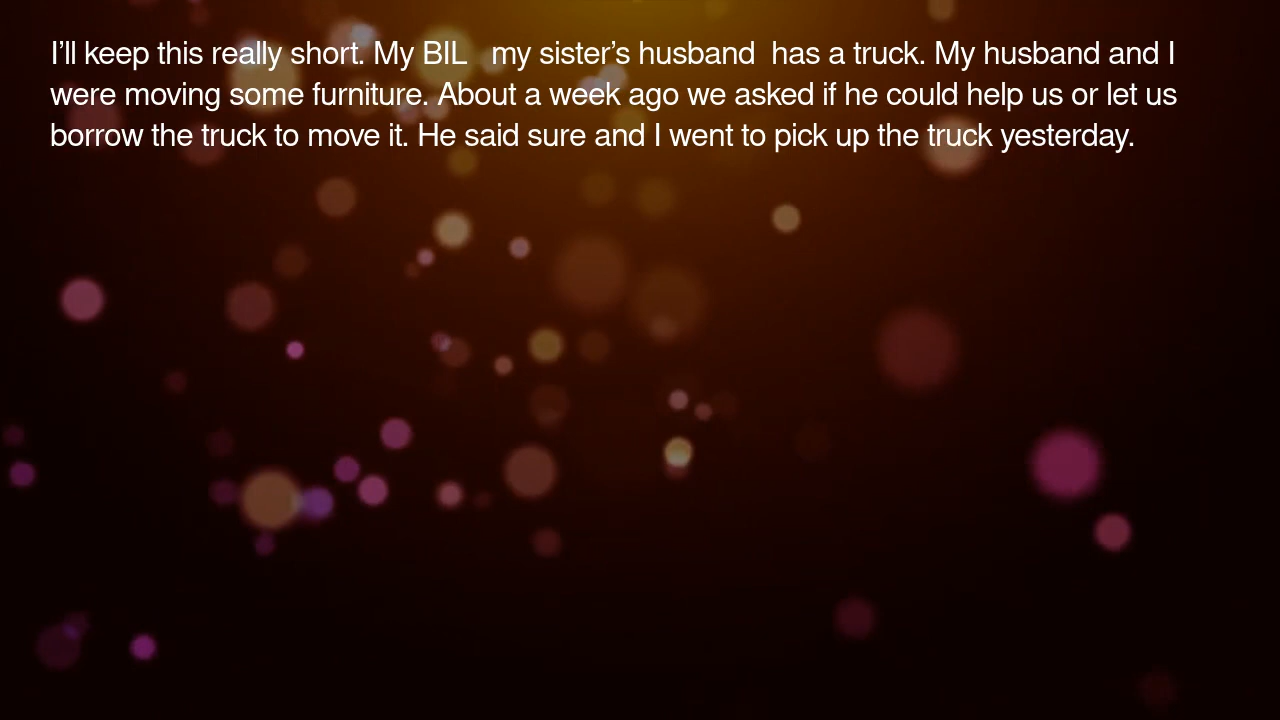 I’ll keep this really short. My BIL   my sister’s husband  has a truck. My husband and I
were moving some furniture. About a week ago we asked if he could help us or let us
borrow the truck to move it. He said sure and I went to pick up the truck yesterday.